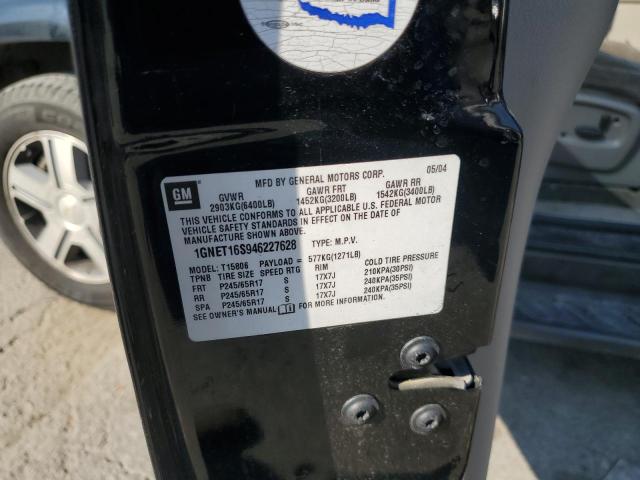 MFD BY GENERAL MOTORS CORP. 05/04
GM
GVWR GAWR FRT GAWR RR
2903KG(6400LB) 1452KG(3200LB) 1542KG(3400LB)
THIS VEHICLE CONFORMS TO ALL APPLICABLE U.S. FEDERAL MOTOR
VEHICLE SAFETY STANDARDS IN EFFECT ON THE DATE OF
MANUFACTURE SHOWN ABOVE.
1GNET16S946227628 TYPE: M.P.V.
MODEL: T15806 PAYLOAD = 577KG(1271LB)
TPNB TIRE SIZE SPEED RTG RIM COLD TIRE PRESSURE
FRT P245/65R17 S 17X7J 210KPA(30PSI)
RR P245/65R17 S 17X7J 240KPA(35PSI)
SPA P245/65R17 S 17X7J 240KPA(35PSI)
SEE OWNER'S MANUAL FOR MORE INFORMATION.